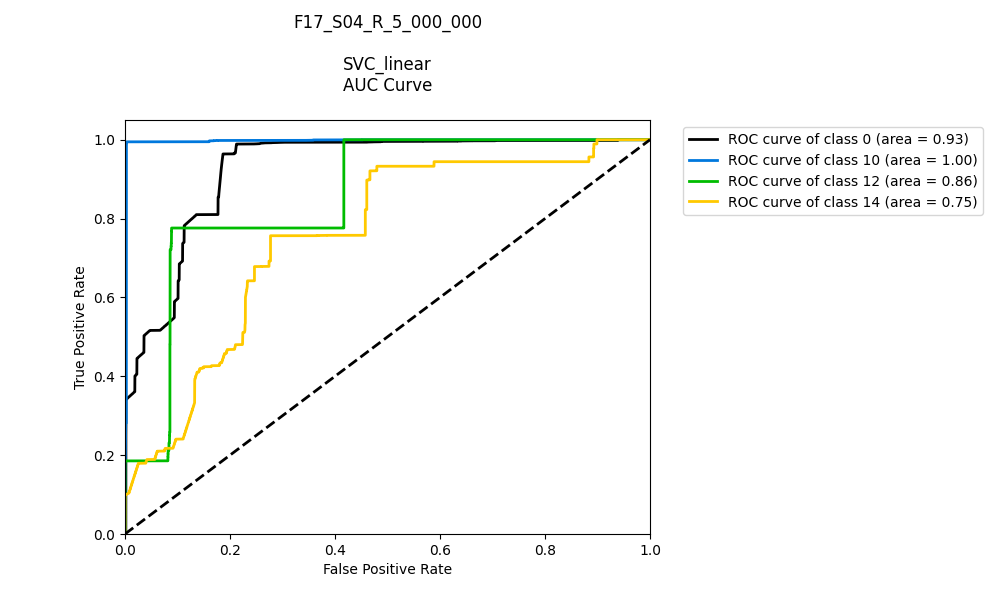 F17_S04_R_5_000_000
SVC_linear
AUC Curve
ROC curve of class 0 (area = 0.93)
ROC curve of class 10 (area = 1.00)
ROC curve of class 12 (area = 0.86)
ROC curve of class 14 (area = 0.75)
True Positive Rate
1.0
0.8
0.6
0.4
0.2
0.0
0.0 0.2 0.4 0.6 0.8 1.0
False Positive Rate